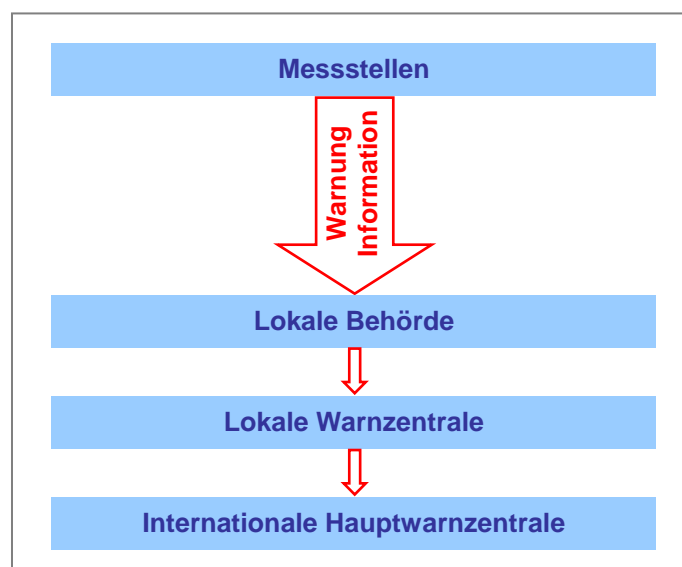 Messstellen
Warnung
Information
Lokale Behörde
Lokale Warnzentrale
Internationale Hauptwarnzentrale